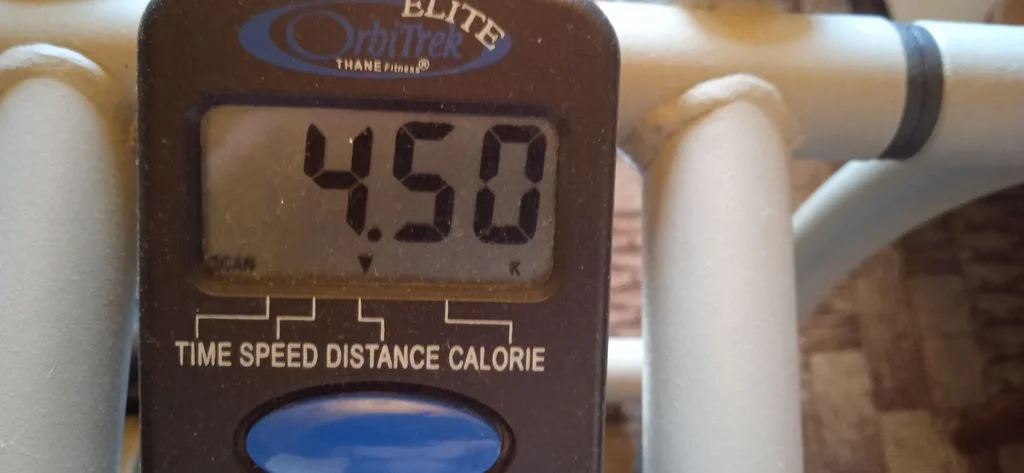 ELITE
OrbiTrek
THANE Fitness®
4.50
SCAN K
TIME SPEED DISTANCE CALORIE